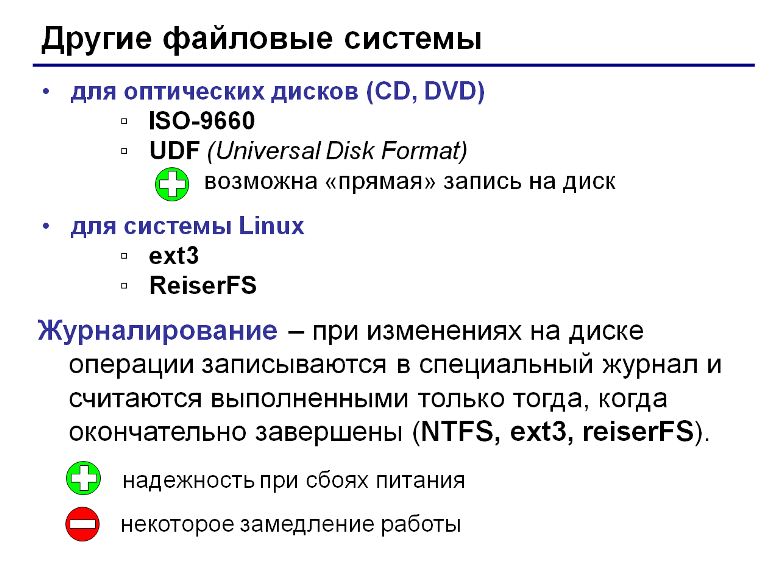 Другие файловые системы
• для оптических дисков (CD, DVD)
▫ ISO-9660
▫ UDF (Universal Disk Format)
возможна «прямая» запись на диск
• для системы Linux
▫ ext3
▫ ReiserFS
Журналирование – при изменениях на диске
операции записываются в специальный журнал и
считаются выполненными только тогда, когда
окончательно завершены (NTFS, ext3, reiserFS).
надежность при сбоях питания
некоторое замедление работы